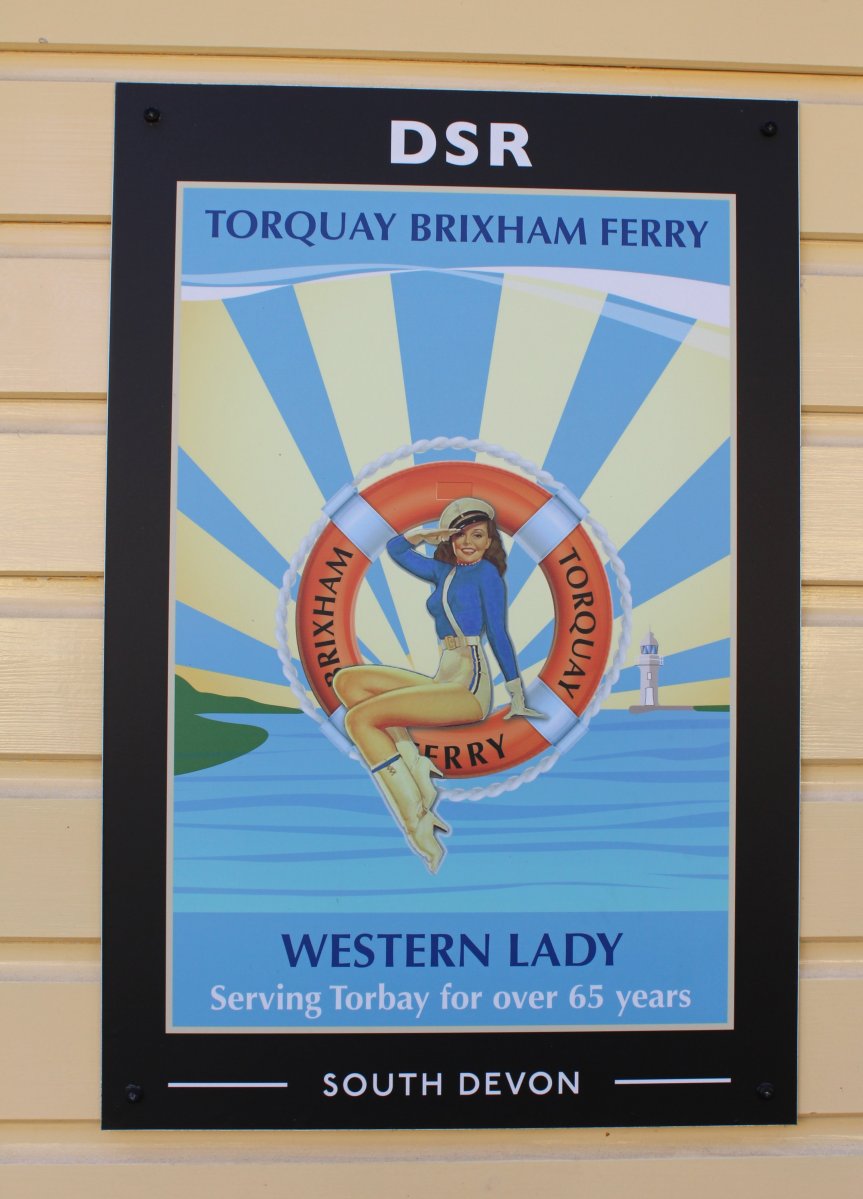 DSR
TORQUAY BRIXHAM FERRY
BRIXHAM
TORQUAY
FERRY
WESTERN LADY
Serving Torbay for over 65 years
SOUTH DEVON